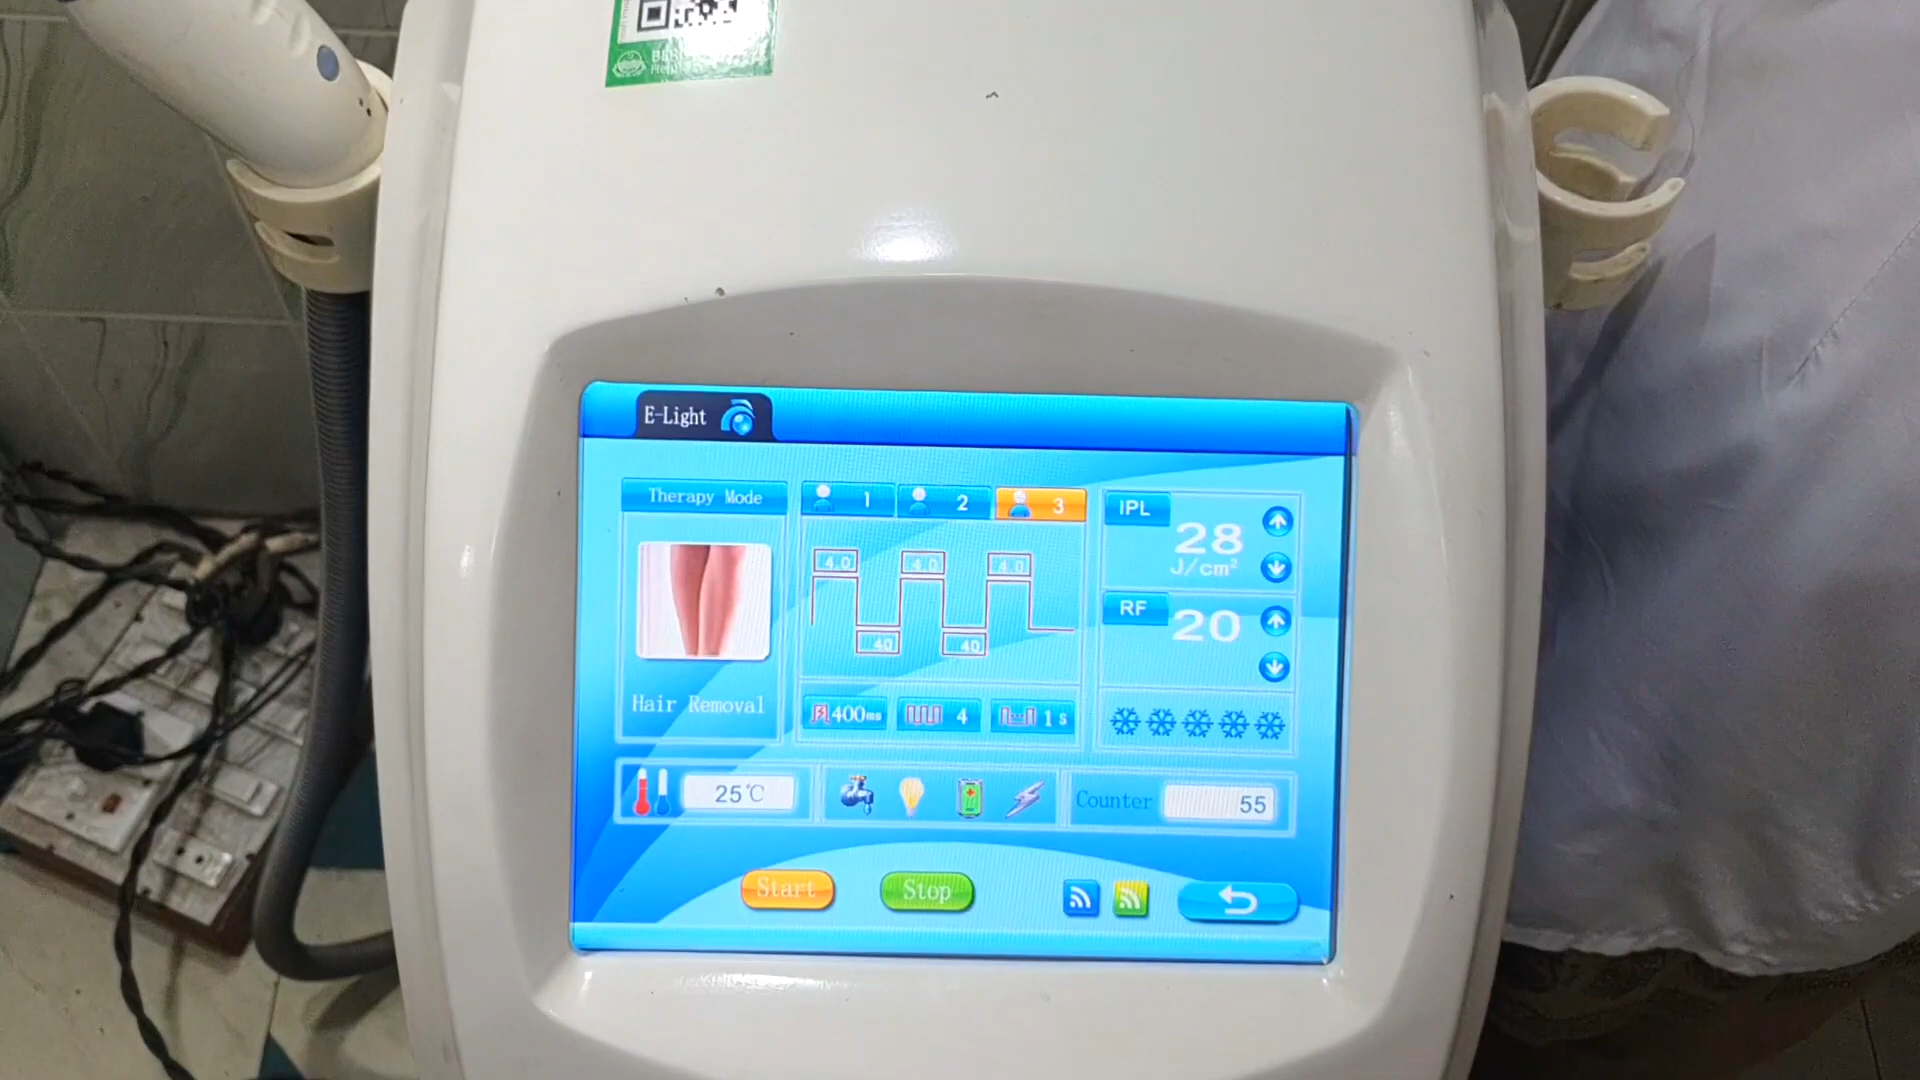 E-Light
Therapy Mode
Hair Removal
1 2 3
4.0 4.0 4.0
40 40
400ms 4 1s
IPL
28
J/cm²
RF
20
25℃
Counter 55
Start Stop